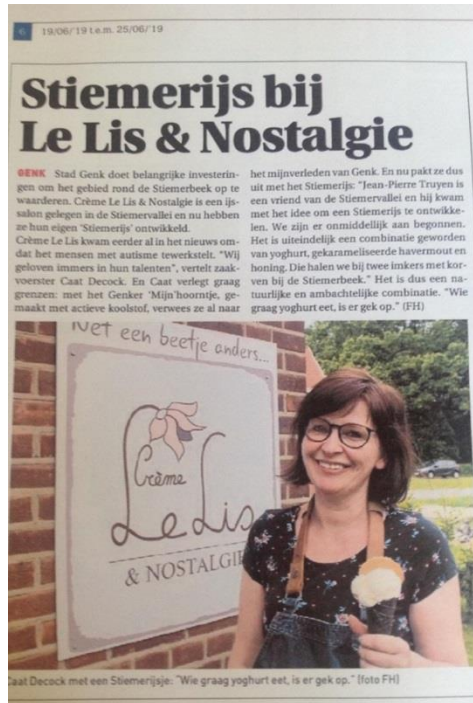 6
19/06/'19 t.e.m. 25/06/'19
Stiemerijs bij
Le Lis & Nostalgie
GENK Stad Genk doet belangrijke investerin-
gen om het gebied rond de Stiemerbeek op te
waarderen. Crème Le Lis & Nostalgie is een ijs-
salon gelegen in de Stiemervallei en nu hebben
ze hun eigen 'Stiemerijs' ontwikkeld.
Crème Le Lis kwam eerder al in het nieuws om-
dat het mensen met autisme tewerkstelt. "Wij
geloven immers in hun talenten", vertelt zaak-
voerster Caat Decock. En Caat verlegt graag
grenzen: met het Genker 'Mijn'hoorntje, ge-
maakt met actieve koolstof, verwees ze al naar
het mijnverleden van Genk. En nu pakt ze dus
uit met het Stiemerijs: "Jean-Pierre Truyen is
een vriend van de Stiemervallei en hij kwam
met het idee om een Stiemerijs te ontwikke-
len. We zijn er onmiddellijk aan begonnen.
Het is uiteindelijk een combinatie geworden
van yoghurt, gekarameliseerde havermout en
honing. Die halen we bij twee imkers met kor-
ven bij de Stiemerbeek." Het is dus een na-
tuurlijke en ambachtelijke combinatie. "Wie
graag yoghurt eet, is er gek op." (FH)
Net een beetje anders...
Crème
Le Lis
& NOSTALGIE
Caat Decock met een Stiemerijsje: "Wie graag yoghurt eet, is er gek op." (foto FH)